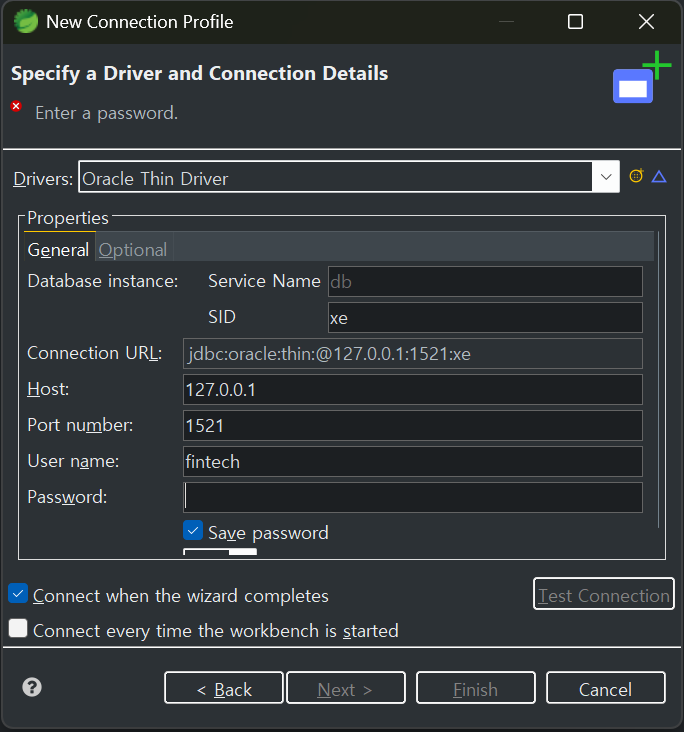 New Connection Profile
Specify a Driver and Connection Details
Enter a password.
Drivers: Oracle Thin Driver
Properties
General Optional
Database instance: Service Name db
SID xe
Connection URL: jdbc:oracle:thin:@127.0.0.1:1521:xe
Host: 127.0.0.1
Port number: 1521
User name: fintech
Password:
Save password
Connect when the wizard completes Test Connection
Connect every time the workbench is started
? < Back Next > Finish Cancel